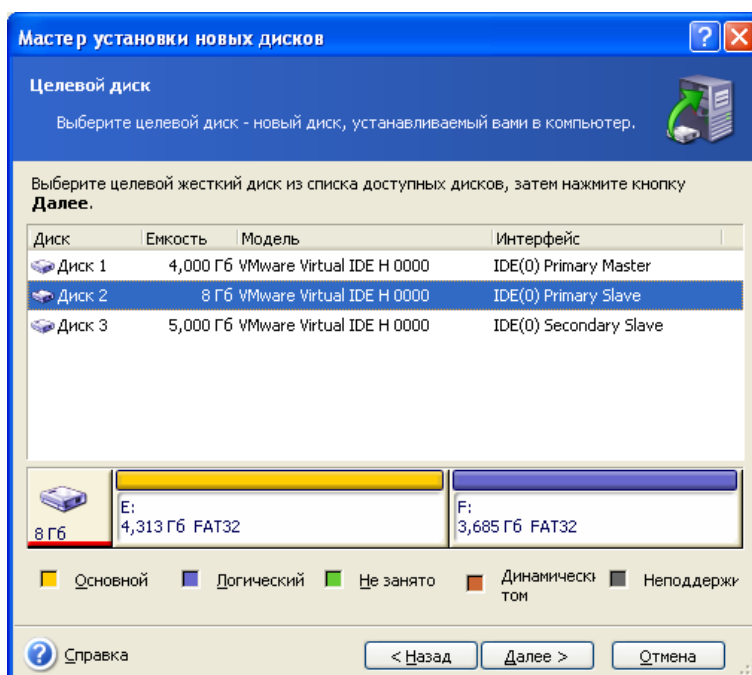 Мастер установки новых дисков
Целевой диск
Выберите целевой диск - новый диск, устанавливаемый вами в компьютер.
Выберите целевой жесткий диск из списка доступных дисков, затем нажмите кнопку
Далее.
Диск Емкость Модель Интерфейс
Диск 1 4,000 Гб VMware Virtual IDE H 0000 IDE(0) Primary Master
Диск 2 8 Гб VMware Virtual IDE H 0000 IDE(0) Primary Slave
Диск 3 5,000 Гб VMware Virtual IDE H 0000 IDE(0) Secondary Slave
8 Гб
E:
4,313 Гб FAT32
F:
3,685 Гб FAT32
Основной Логический Не занято Динамически том Неподдержи
Справка < Назад Далее > Отмена